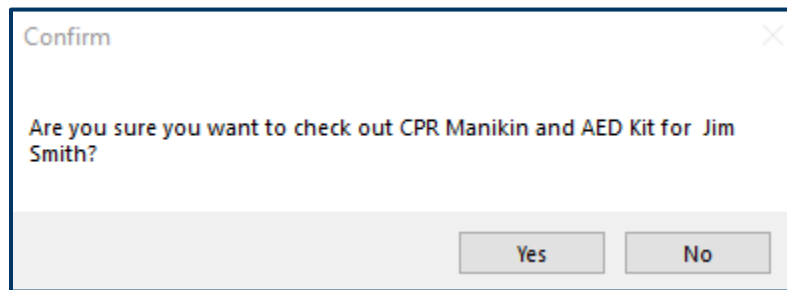 Confirm
Are you sure you want to check out CPR Manikin and AED Kit for  Jim
Smith?
Yes No